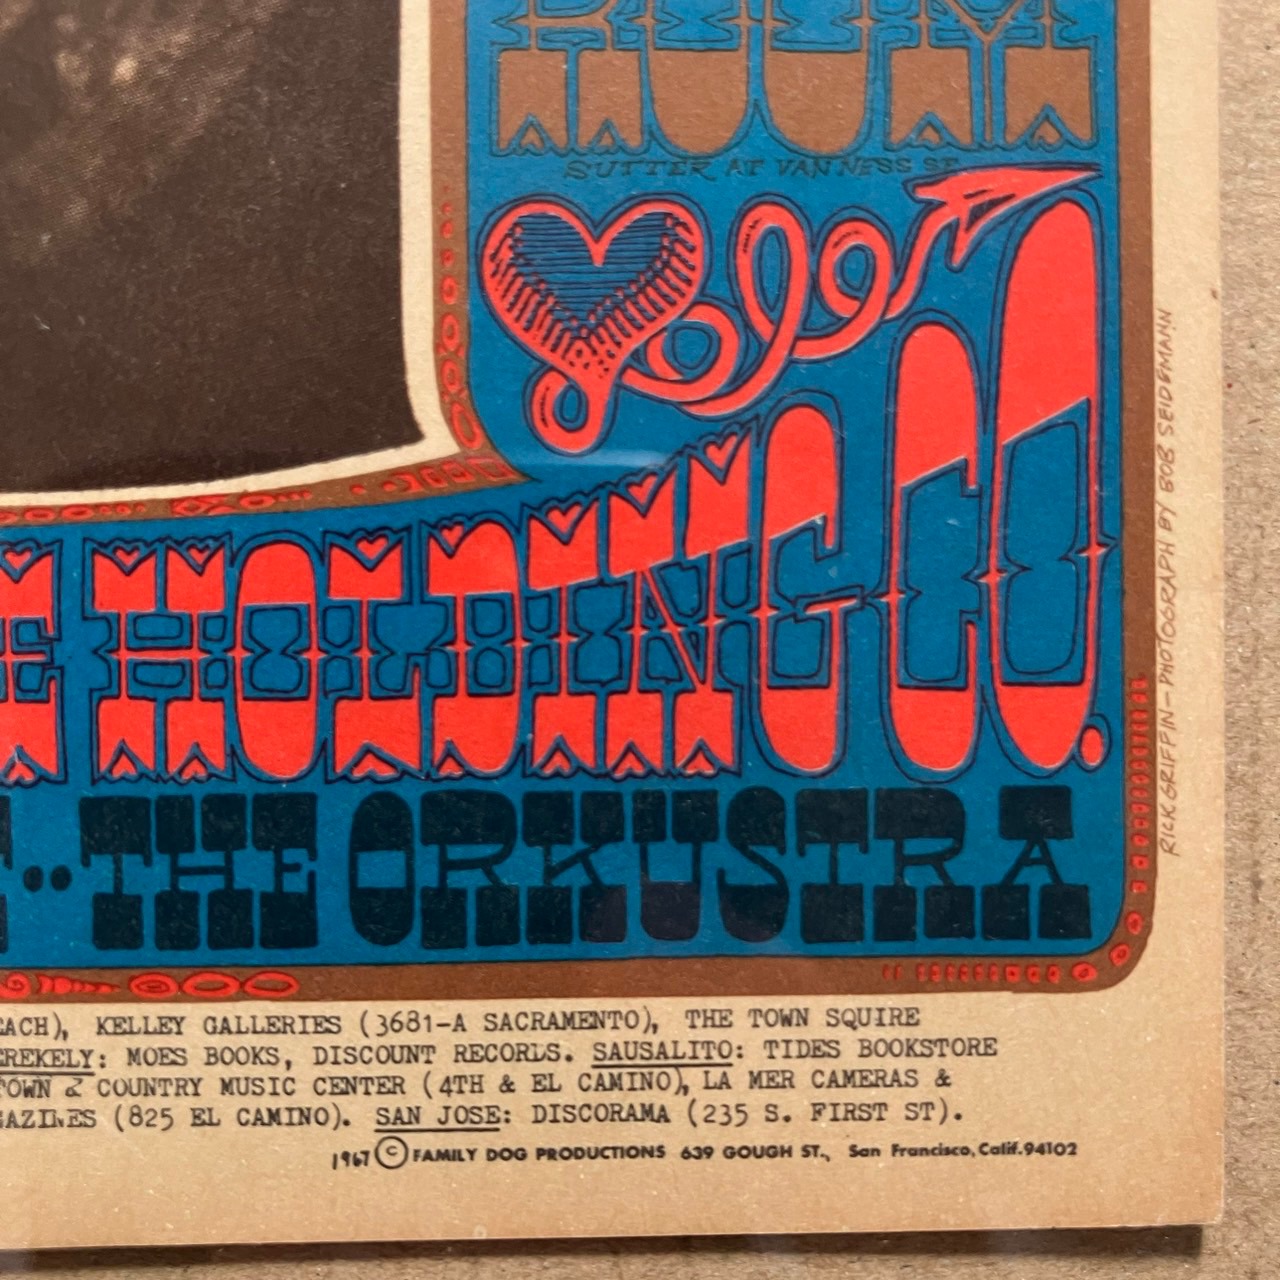 ROOM
SUTTER AT VAN NESS ST
E HOLDING CO.
T·· THE ORKUSTRA
RICK GRIFFIN—PHOTOGRAPH BY BOB SEIDEMANN
EACH), KELLEY GALLERIES (3681-A SACRAMENTO), THE TOWN SQUIRE
EREKELY: MOES BOOKS, DISCOUNT RECORDS. SAUSALITO: TIDES BOOKSTORE
TOWN & COUNTRY MUSIC CENTER (4TH & EL CAMINO), LA MER CAMERAS &
GAZINES (825 EL CAMINO). SAN JOSE: DISCORAMA (235 S. FIRST ST).
1967 © FAMILY DOG PRODUCTIONS 639 GOUGH ST., San Francisco, Calif. 94102